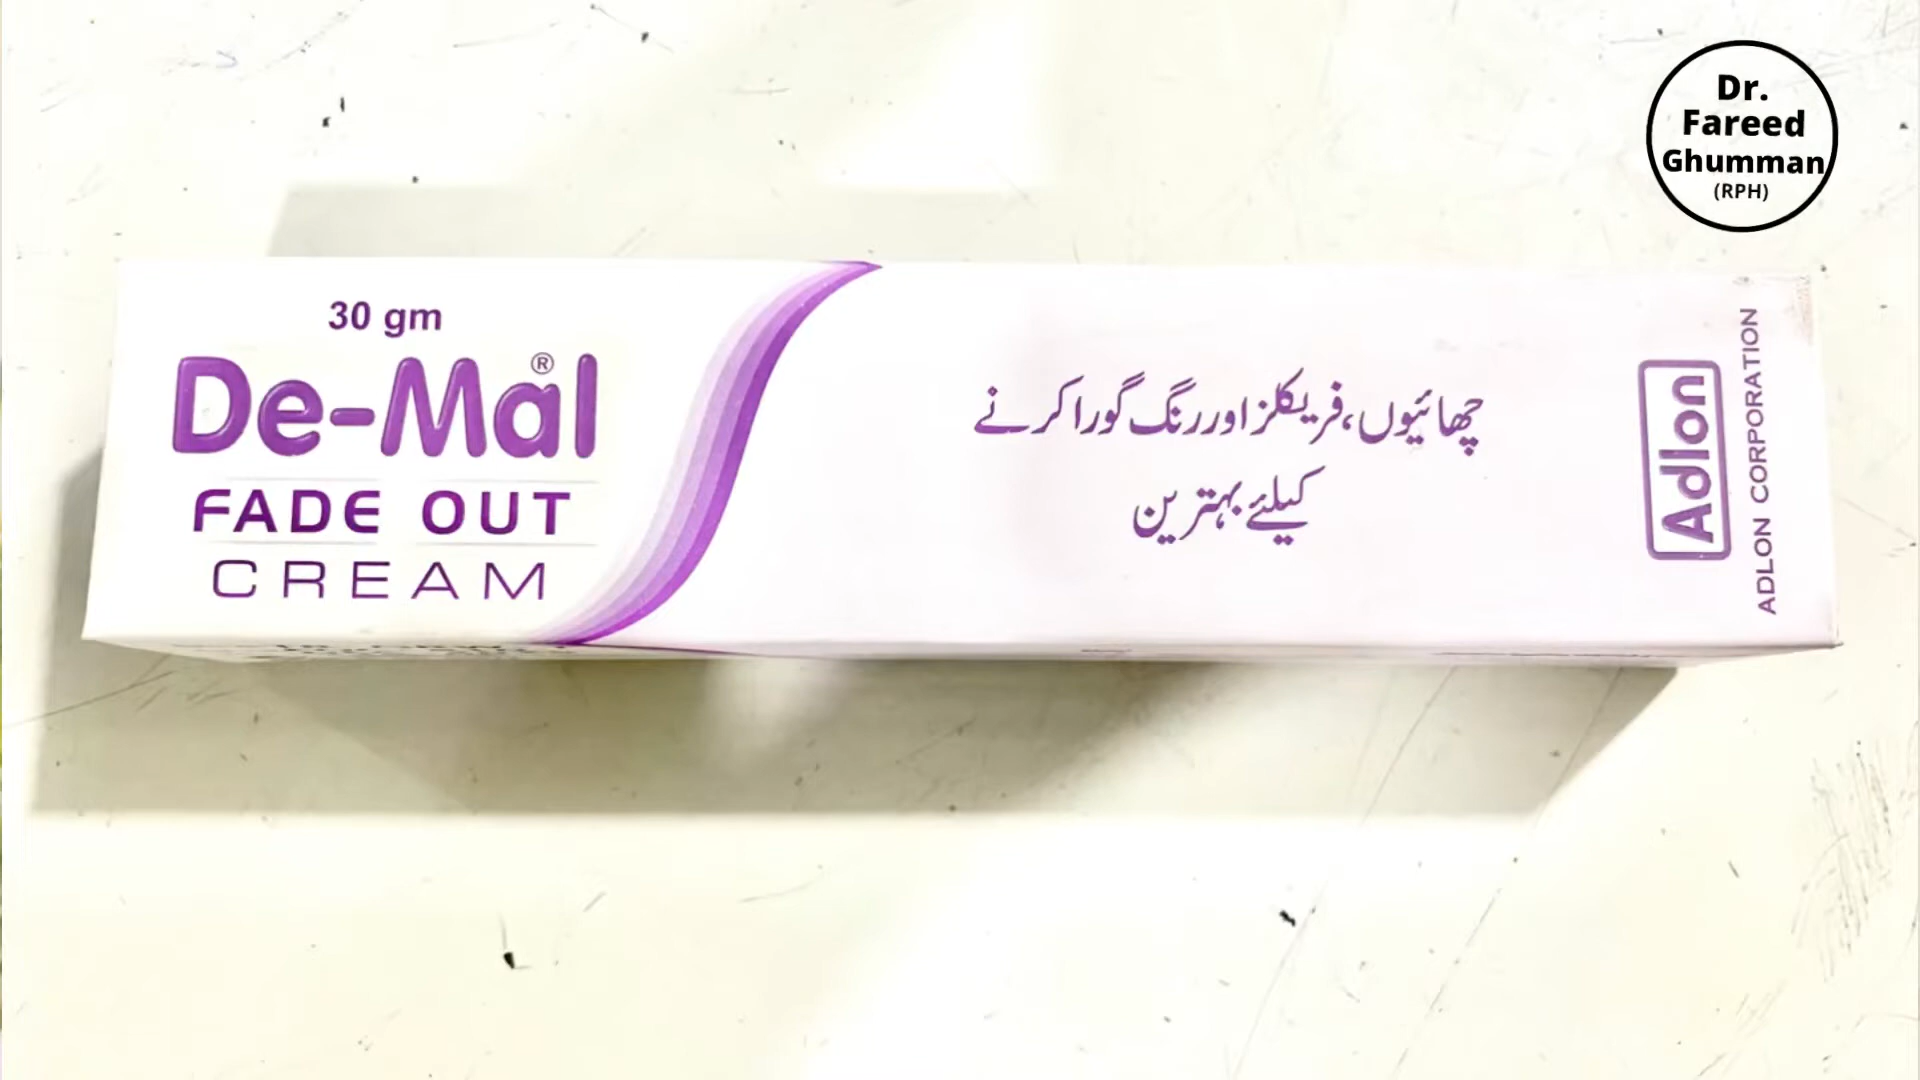 Dr.
Fareed
Ghumman
(RPH)
30 gm
De-Mal®
FADE OUT
CREAM
چھائیوں،فریکلز اور رنگ گورا کرنے
کیلئے بہترین
Adlon
ADLON CORPORATION